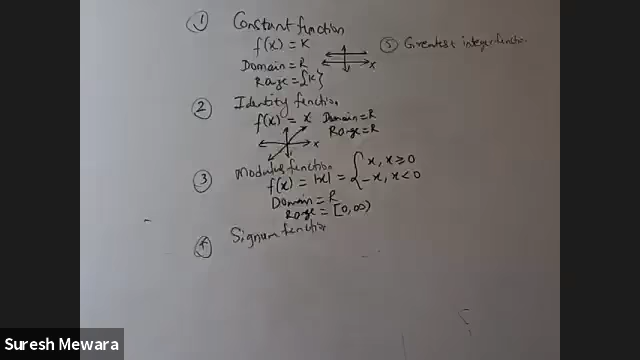 ① Constant function
f(x) = K
Domain = R
Range = {K}
x
② Identity function
f(x) = x Domain = R
Range = R
x
③ Modulus function
f(x) = |x| = { x, x ≥ 0
-x, x < 0
Domain = R
Range = [0, ∞)
④ Signum function
⑤ Greatest integer function
Suresh Mewara